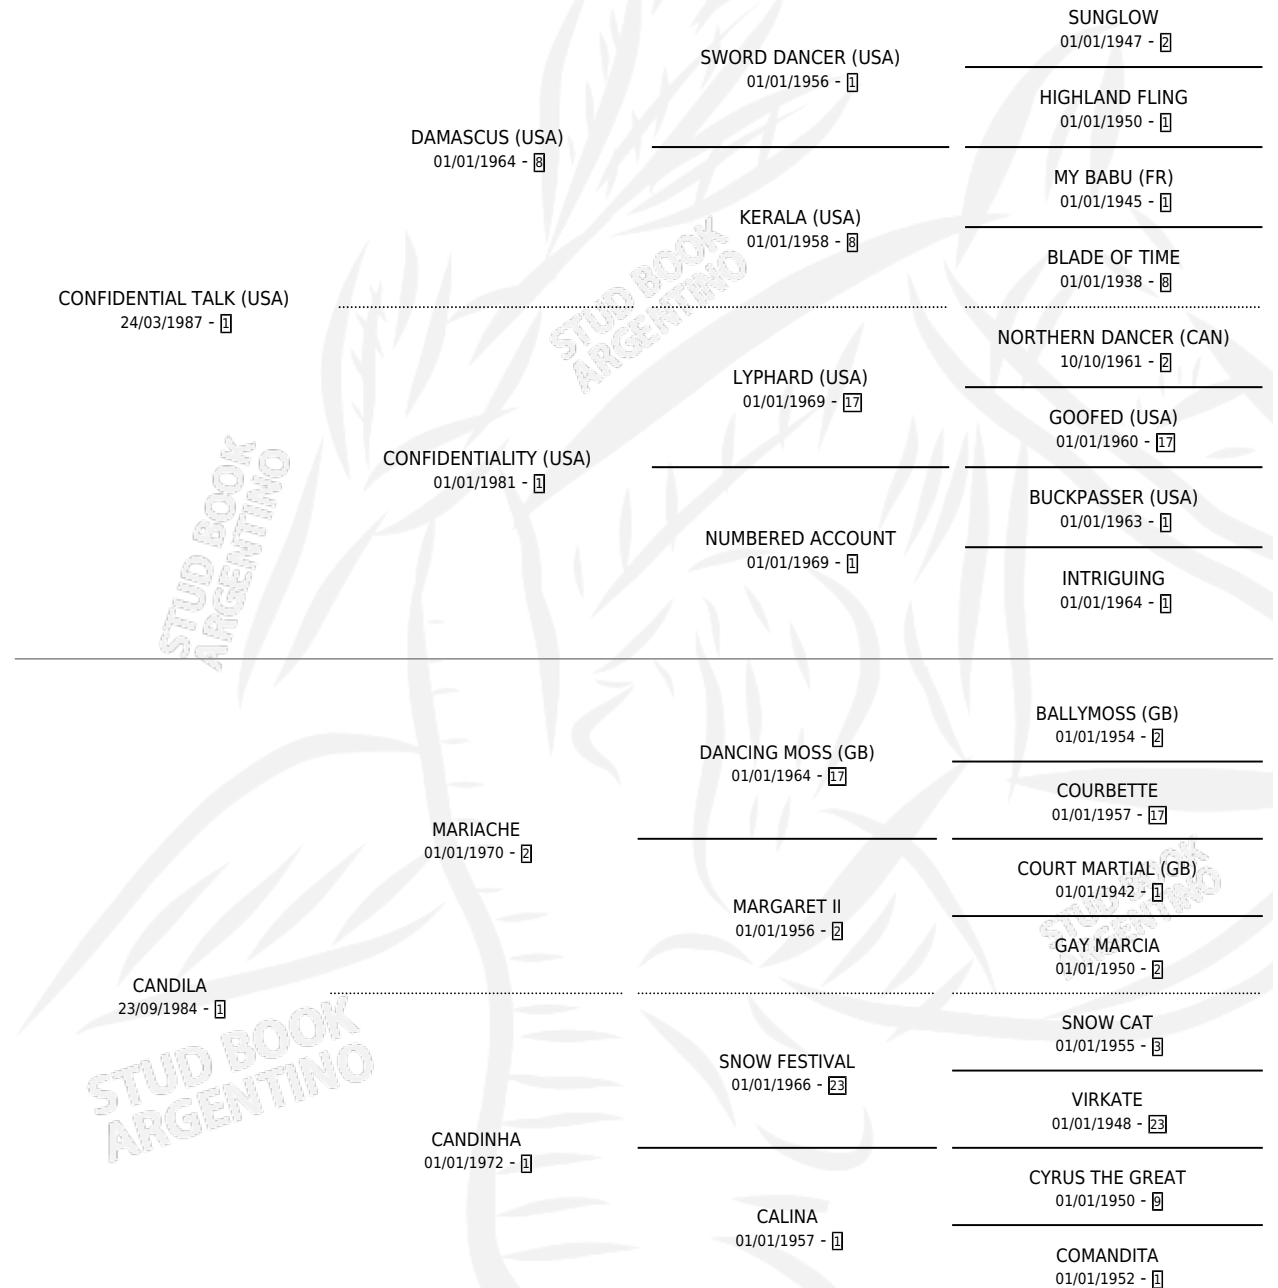 SUNGLOW
01/01/1947 - 2
SWORD DANCER (USA)
01/01/1956 - 1
HIGHLAND FLING
01/01/1950 - 1
DAMASCUS (USA)
01/01/1964 - 8
MY BABU (FR)
01/01/1945 - 1
KERALA (USA)
01/01/1958 - 8
BLADE OF TIME
01/01/1938 - 8
CONFIDENTIAL TALK (USA)
24/03/1987 - 1
NORTHERN DANCER (CAN)
10/10/1961 - 2
LYPHARD (USA)
01/01/1969 - 17
GOOFED (USA)
01/01/1960 - 17
CONFIDENTIALITY (USA)
01/01/1981 - 1
BUCKPASSER (USA)
01/01/1963 - 1
NUMBERED ACCOUNT
01/01/1969 - 1
INTRIGUING
01/01/1964 - 1
BALLYMOSS (GB)
01/01/1954 - 2
DANCING MOSS (GB)
01/01/1964 - 17
COURBETTE
01/01/1957 - 17
MARIACHE
01/01/1970 - 2
COURT MARTIAL (GB)
01/01/1942 - 1
MARGARET II
01/01/1956 - 2
GAY MARCIA
01/01/1950 - 2
CANDILA
23/09/1984 - 1
SNOW CAT
01/01/1955 - 3
SNOW FESTIVAL
01/01/1966 - 23
VIRKATE
01/01/1948 - 23
CANDINHA
01/01/1972 - 1
CYRUS THE GREAT
01/01/1950 - 9
CALINA
01/01/1957 - 1
COMANDITA
01/01/1952 - 1
STUD BOOK
ARGENTINO
STUD BOOK
ARGENTINO
STUD BOOK
ARGENTINO
STUD BOOK
ARGENTINO